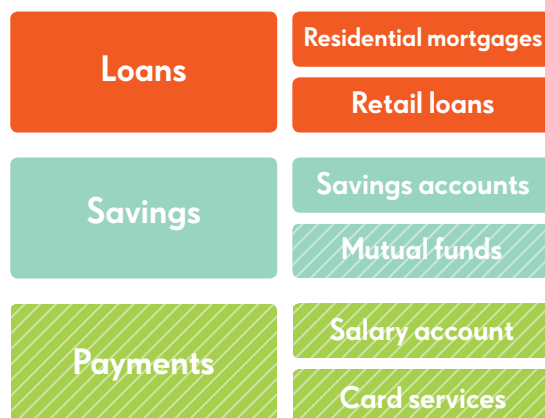 Loans
Residential mortgages
Retail loans
Savings
Savings accounts
Mutual funds
Payments
Salary account
Card services